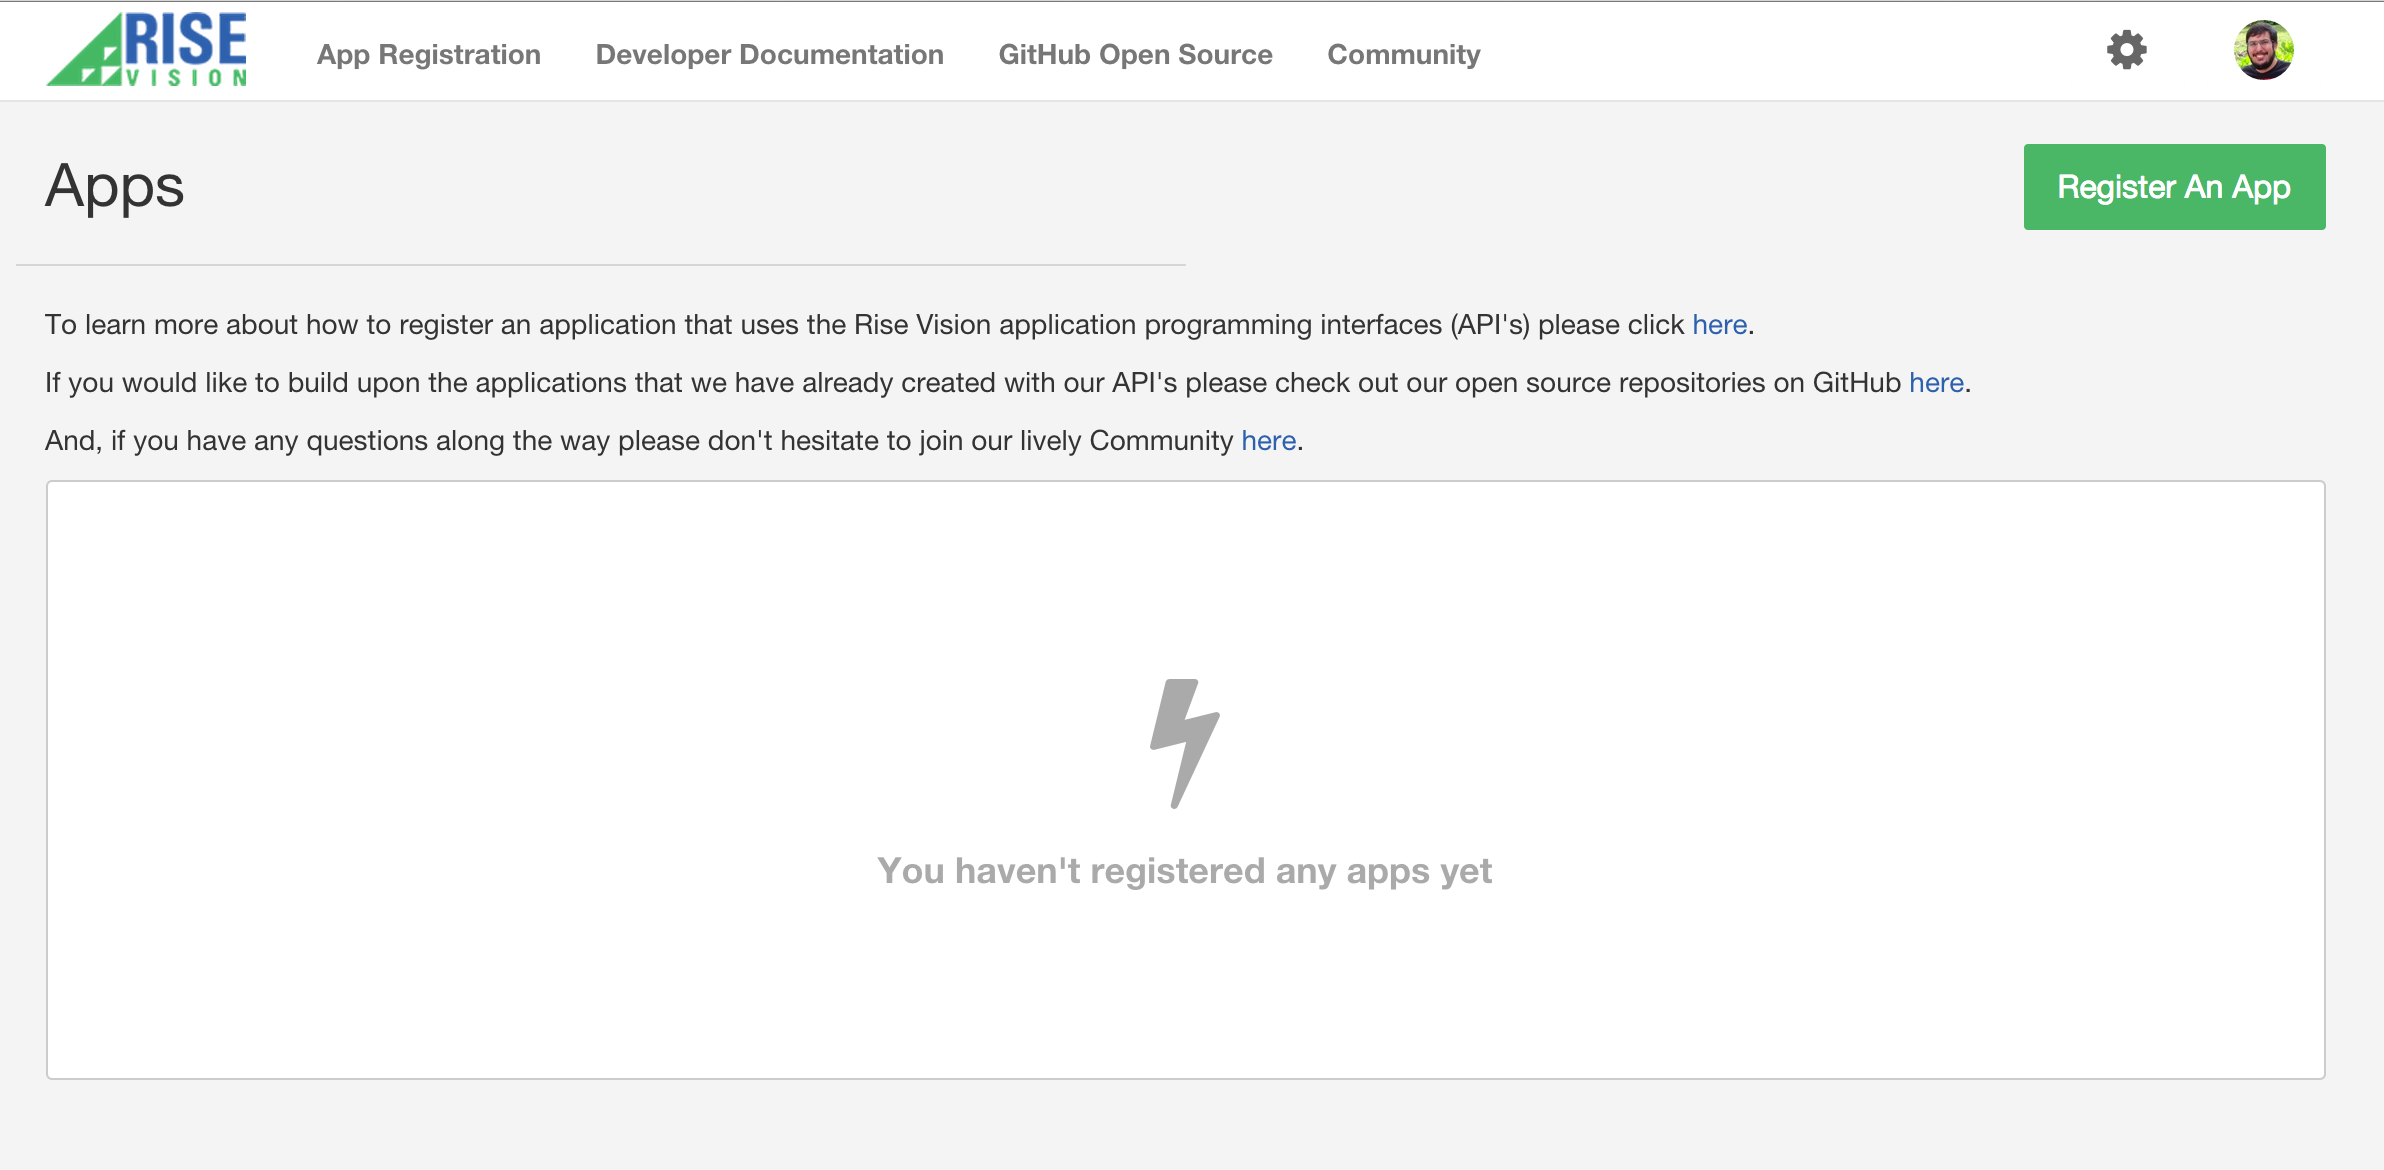 RISE
VISION
App Registration Developer Documentation GitHub Open Source Community
Apps
Register An App
To learn more about how to register an application that uses the Rise Vision application programming interfaces (API's) please click here.
If you would like to build upon the applications that we have already created with our API's please check out our open source repositories on GitHub here.
And, if you have any questions along the way please don't hesitate to join our lively Community here.
You haven't registered any apps yet